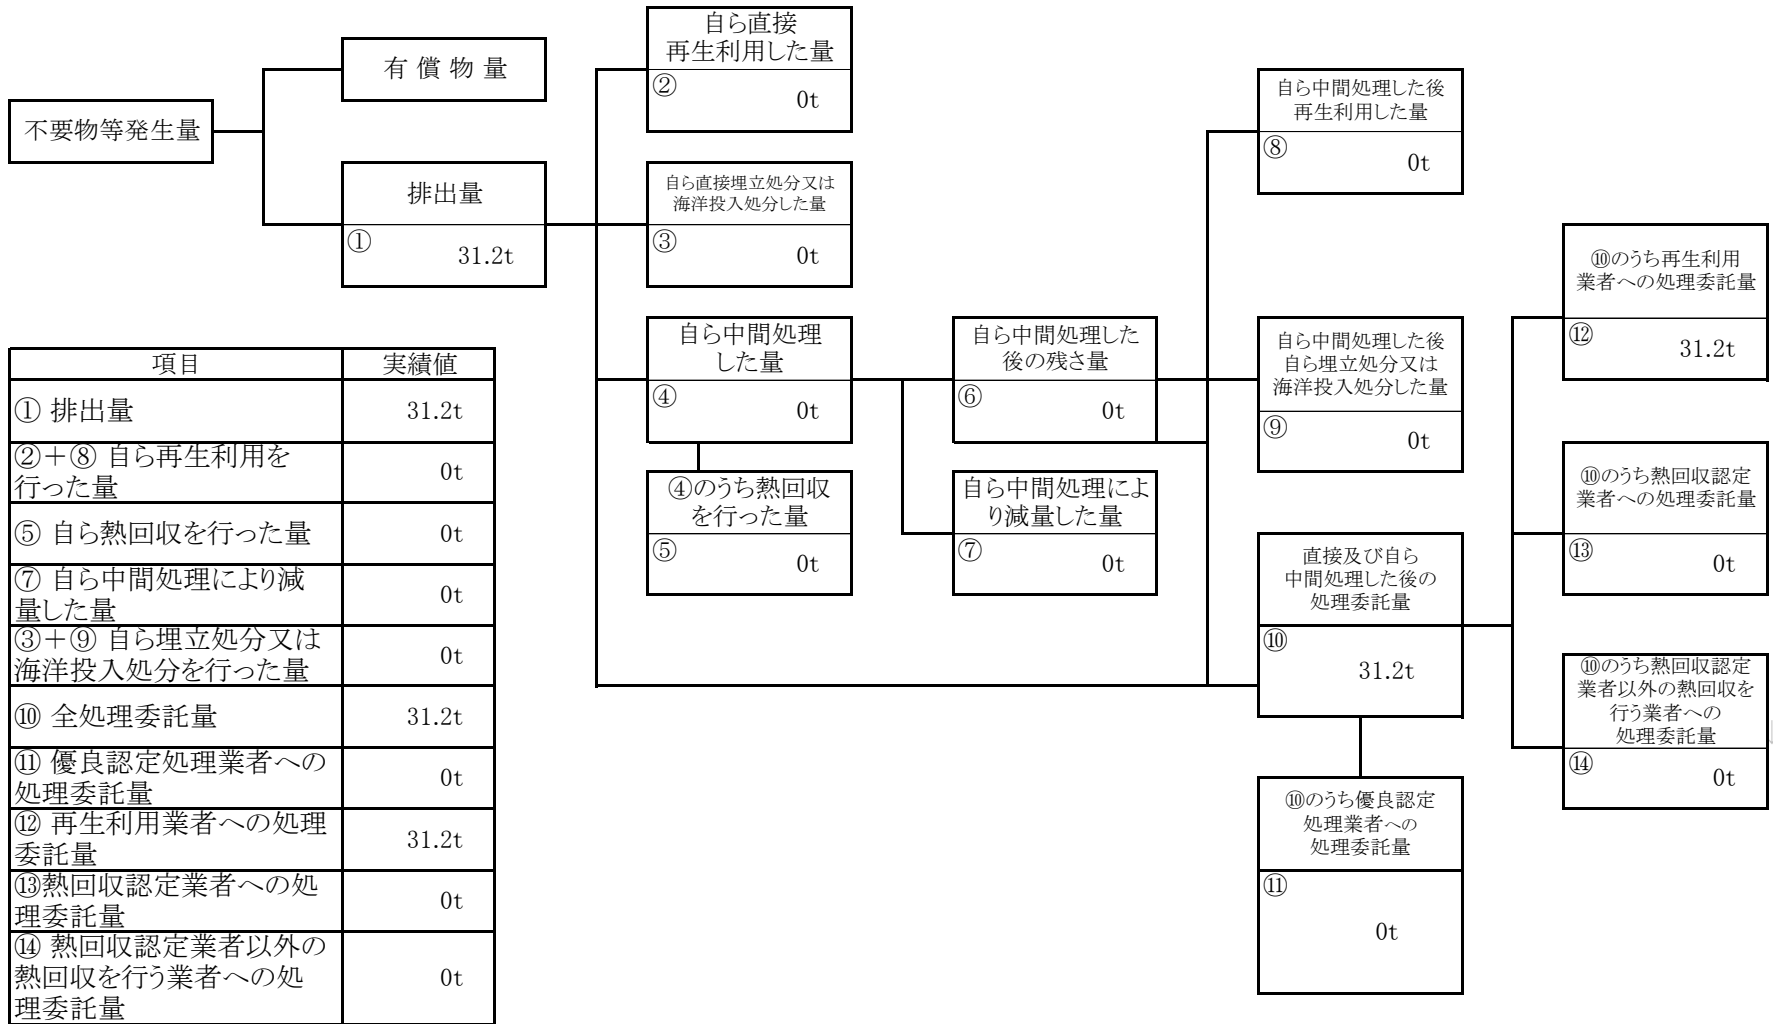 不要物等発生量
有 償 物 量
排出量
①
31.2t
自ら直接
再生利用した量
②
0t
自ら直接埋立処分又は
海洋投入処分した量
③
0t
自ら中間処理
した量
④
0t
④のうち熱回収
を行った量
⑤
0t
自ら中間処理した
後の残さ量
⑥
0t
自ら中間処理によ
り減量した量
⑦
0t
自ら中間処理した後
再生利用した量
⑧
0t
自ら中間処理した後
自ら埋立処分又は
海洋投入処分した量
⑨
0t
直接及び自ら
中間処理した後の
処理委託量
⑩
31.2t
⑩のうち優良認定
処理業者への
処理委託量
⑪
0t
⑩のうち再生利用
業者への処理委託量
⑫
31.2t
⑩のうち熱回収認定
業者への処理委託量
⑬
0t
⑩のうち熱回収認定
業者以外の熱回収を
行う業者への
処理委託量
⑭
0t
項目 実績値
① 排出量 31.2t
②＋⑧ 自ら再生利用を
行った量 0t
⑤ 自ら熱回収を行った量 0t
⑦ 自ら中間処理により減
量した量 0t
③＋⑨ 自ら埋立処分又は
海洋投入処分を行った量 0t
⑩ 全処理委託量 31.2t
⑪ 優良認定処理業者への
処理委託量 0t
⑫ 再生利用業者への処理
委託量 31.2t
⑬熱回収認定業者への処
理委託量 0t
⑭ 熱回収認定業者以外の
熱回収を行う業者への処
理委託量 0t